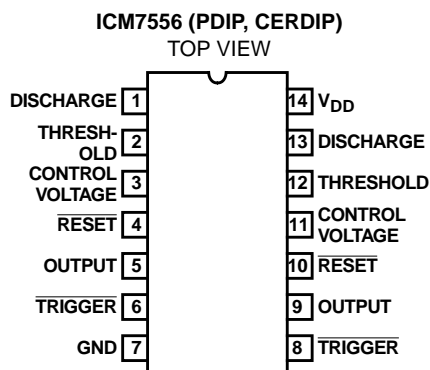 ICM7556 (PDIP, CERDIP)
TOP VIEW
DISCHARGE 1
THRESH-
OLD 2
CONTROL
VOLTAGE 3
RESET 4
OUTPUT 5
TRIGGER 6
GND 7
14 VDD
13 DISCHARGE
12 THRESHOLD
11 CONTROL
VOLTAGE
10 RESET
9 OUTPUT
8 TRIGGER